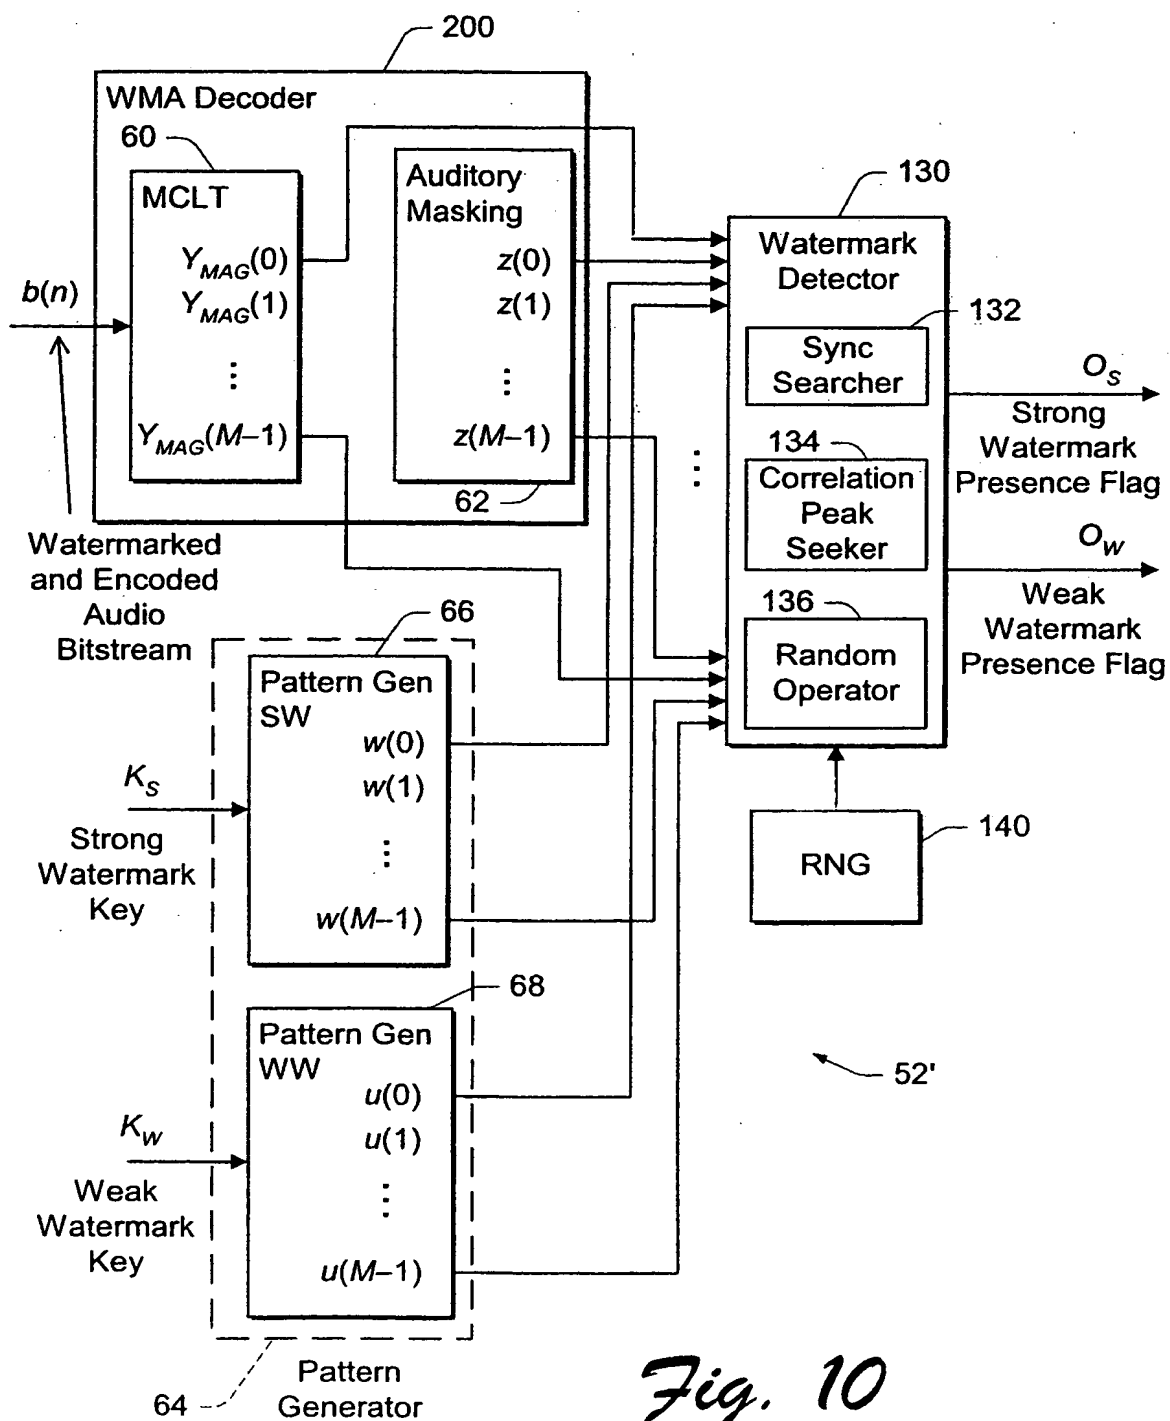 200
WMA Decoder
60
MCLT
Y_MAG(0)
Y_MAG(1)
...
Y_MAG(M–1)
Auditory
Masking
z(0)
z(1)
...
z(M–1)
62
b(n)
Watermarked
and Encoded
Audio
Bitstream
130
Watermark
Detector
132
Sync
Searcher
134
Correlation
Peak
Seeker
136
Random
Operator
...
O_S
Strong
Watermark
Presence Flag
O_W
Weak
Watermark
Presence Flag
140
RNG
66
Pattern Gen
SW
w(0)
w(1)
...
w(M–1)
K_S
Strong
Watermark
Key
68
Pattern Gen
WW
u(0)
u(1)
...
u(M–1)
K_W
Weak
Watermark
Key
52'
64
Pattern
Generator
Fig. 10